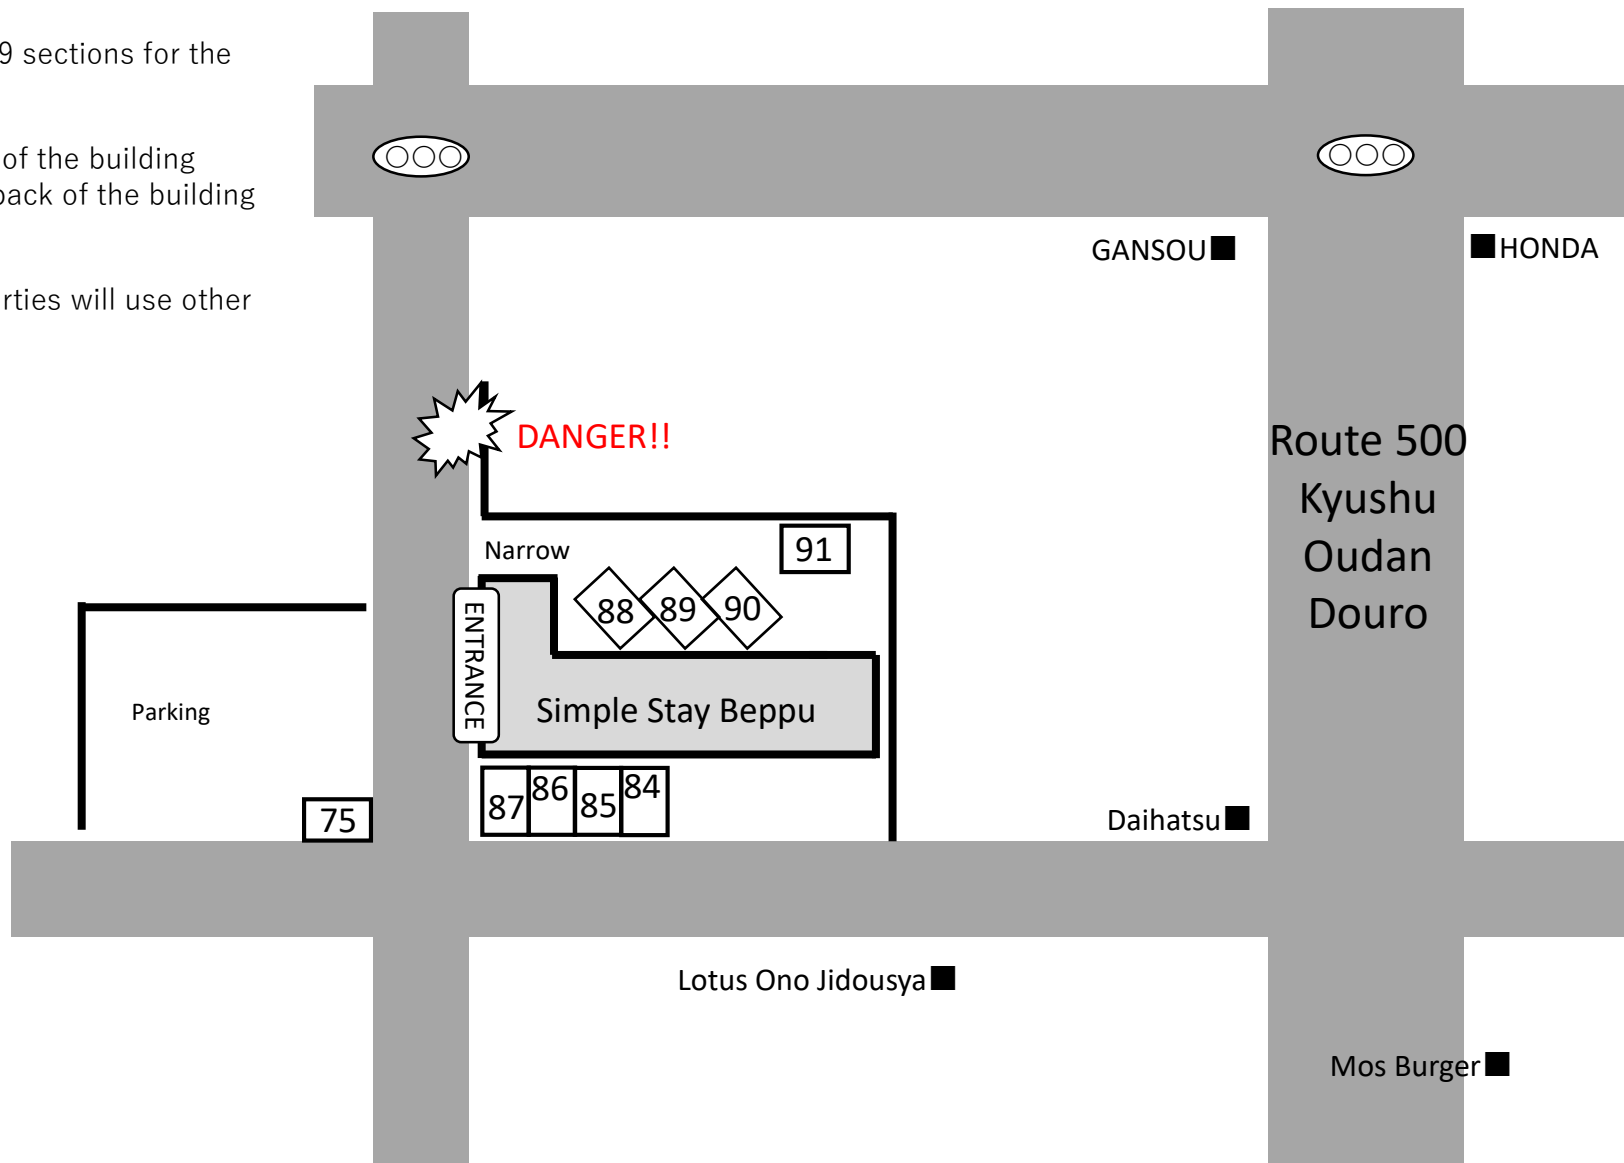 9 sections for the
of the building
back of the building
rties will use other
GANSOU
HONDA
DANGER!!
Route 500
Kyushu
Oudan
Douro
Narrow
91
88
89
90
ENTRANCE
Simple Stay Beppu
Parking
75
87
86
85
84
Daihatsu
Lotus Ono Jidousya
Mos Burger